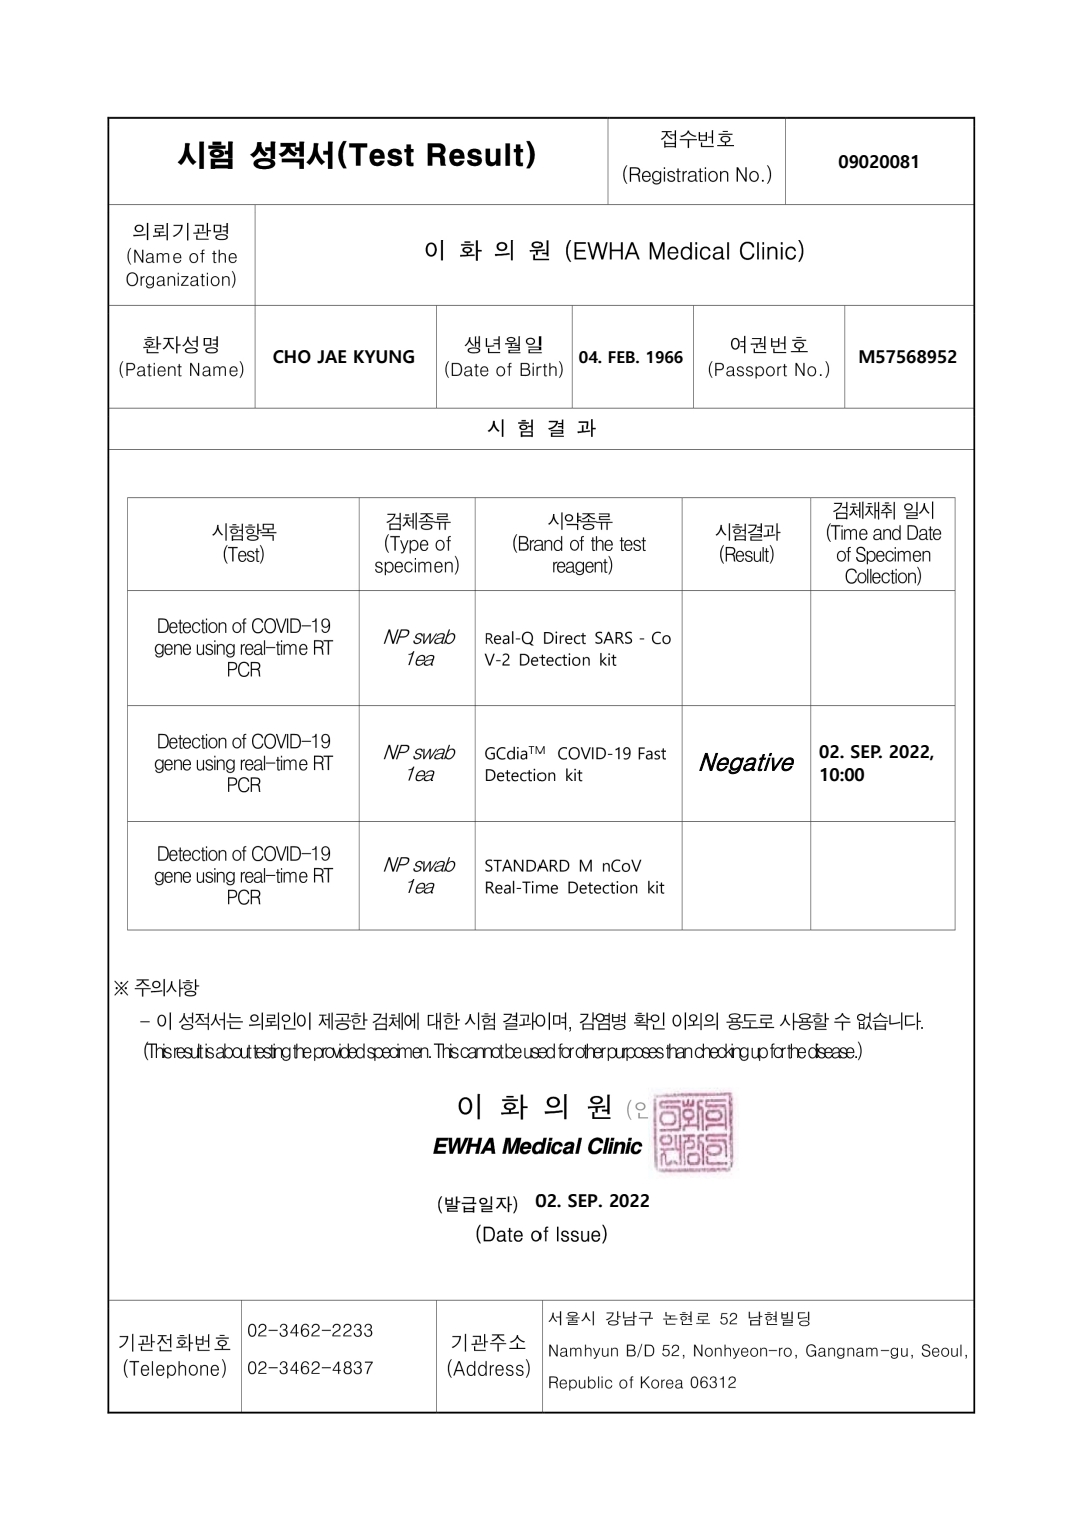 시험 성적서(Test Result)
접수번호
(Registration No.)
09020081
의뢰기관명
(Name of the
Organization)
이 화 의 원 (EWHA Medical Clinic)
환자성명
(Patient Name)
CHO JAE KYUNG
생년월일
(Date of Birth)
04. FEB. 1966
여권번호
(Passport No.)
M57568952
시 험 결 과
시험항목
(Test)
검체종류
(Type of
specimen)
시약종류
(Brand of the test
reagent)
시험결과
(Result)
검체채취 일시
(Time and Date
of Specimen
Collection)
Detection of COVID-19
gene using real-time RT
PCR
NP swab
1ea
Real-Q Direct SARS - Co
V-2 Detection kit
Detection of COVID-19
gene using real-time RT
PCR
NP swab
1ea
GCdia™ COVID-19 Fast
Detection kit
Negative
02. SEP. 2022,
10:00
Detection of COVID-19
gene using real-time RT
PCR
NP swab
1ea
STANDARD M nCoV
Real-Time Detection kit
※ 주의사항
- 이 성적서는 의뢰인이 제공한 검체에 대한 시험 결과이며, 감염병 확인 이외의 용도로 사용할 수 없습니다.
(This result is about testing the provided specimen. This cannot be used for other purposes than checking up for the disease.)
이 화 의 원 (인
EWHA Medical Clinic
(발급일자) 02. SEP. 2022
(Date of Issue)
기관전화번호
(Telephone)
02-3462-2233
02-3462-4837
기관주소
(Address)
서울시 강남구 논현로 52 남현빌딩
Namhyun B/D 52, Nonhyeon-ro, Gangnam-gu, Seoul,
Republic of Korea 06312